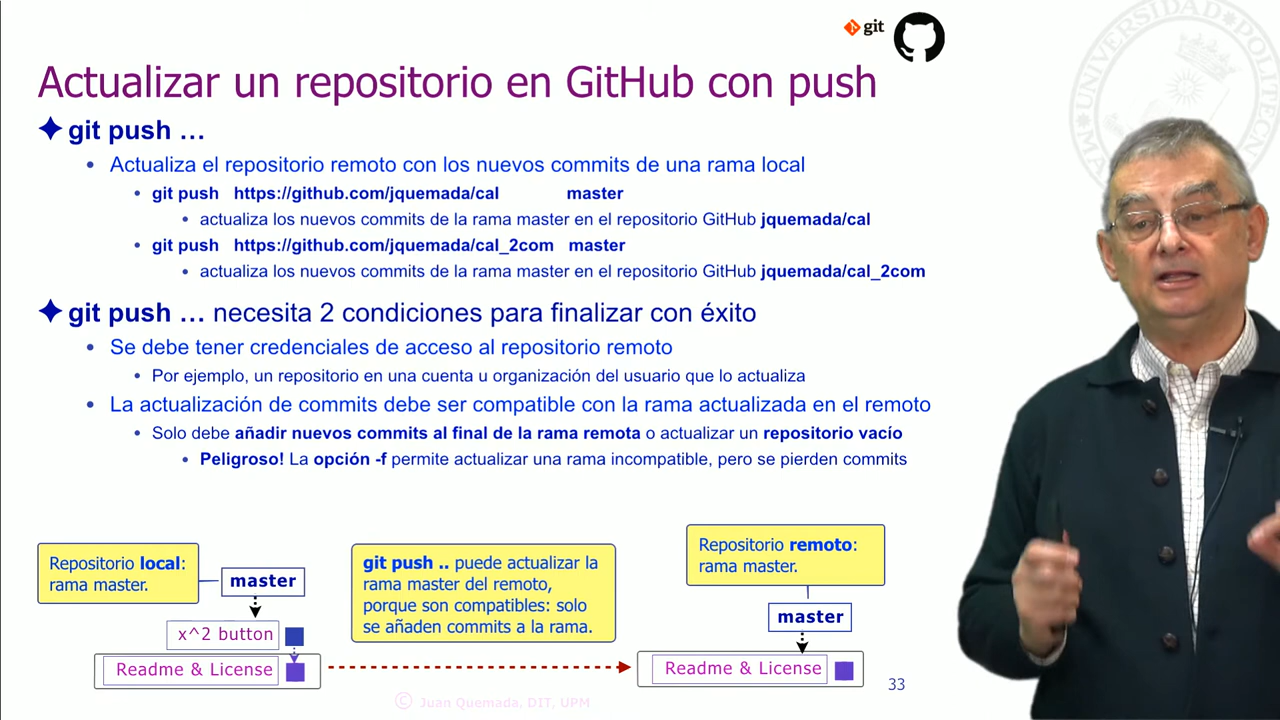 git
Actualizar un repositorio en GitHub con push
git push …
Actualiza el repositorio remoto con los nuevos commits de una rama local
git push https://github.com/jquemada/cal master
actualiza los nuevos commits de la rama master en el repositorio GitHub jquemada/cal
git push https://github.com/jquemada/cal_2com master
actualiza los nuevos commits de la rama master en el repositorio GitHub jquemada/cal_2com
git push … necesita 2 condiciones para finalizar con éxito
Se debe tener credenciales de acceso al repositorio remoto
Por ejemplo, un repositorio en una cuenta u organización del usuario que lo actualiza
La actualización de commits debe ser compatible con la rama actualizada en el remoto
Solo debe añadir nuevos commits al final de la rama remota o actualizar un repositorio vacío
Peligroso! La opción -f permite actualizar una rama incompatible, pero se pierden commits
Repositorio local:
rama master.
master
x^2 button
Readme & License
git push .. puede actualizar la
rama master del remoto,
porque son compatibles: solo
se añaden commits a la rama.
Repositorio remoto:
rama master.
master
Readme & License
33
© Juan Quemada, DIT, UPM
UNIVERSIDAD POLITECN